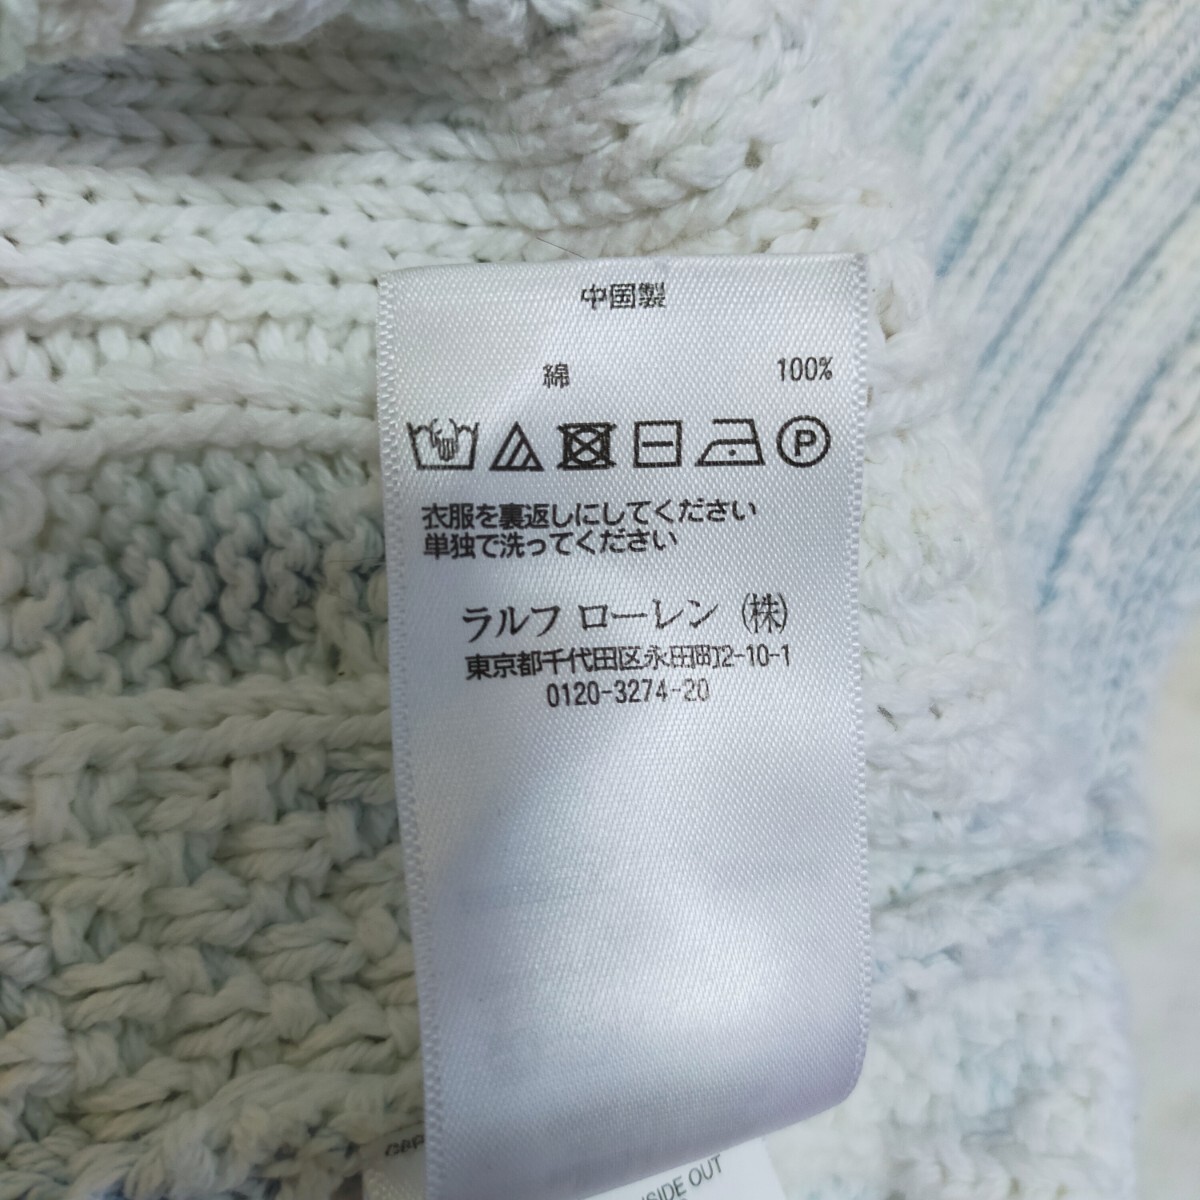 中国製
綿 100%
P
衣服を裏返しにしてください
単独で洗ってください
ラルフ ローレン (株)
東京都千代田区永田町2-10-1
0120-3274-20
INSIDE OUT